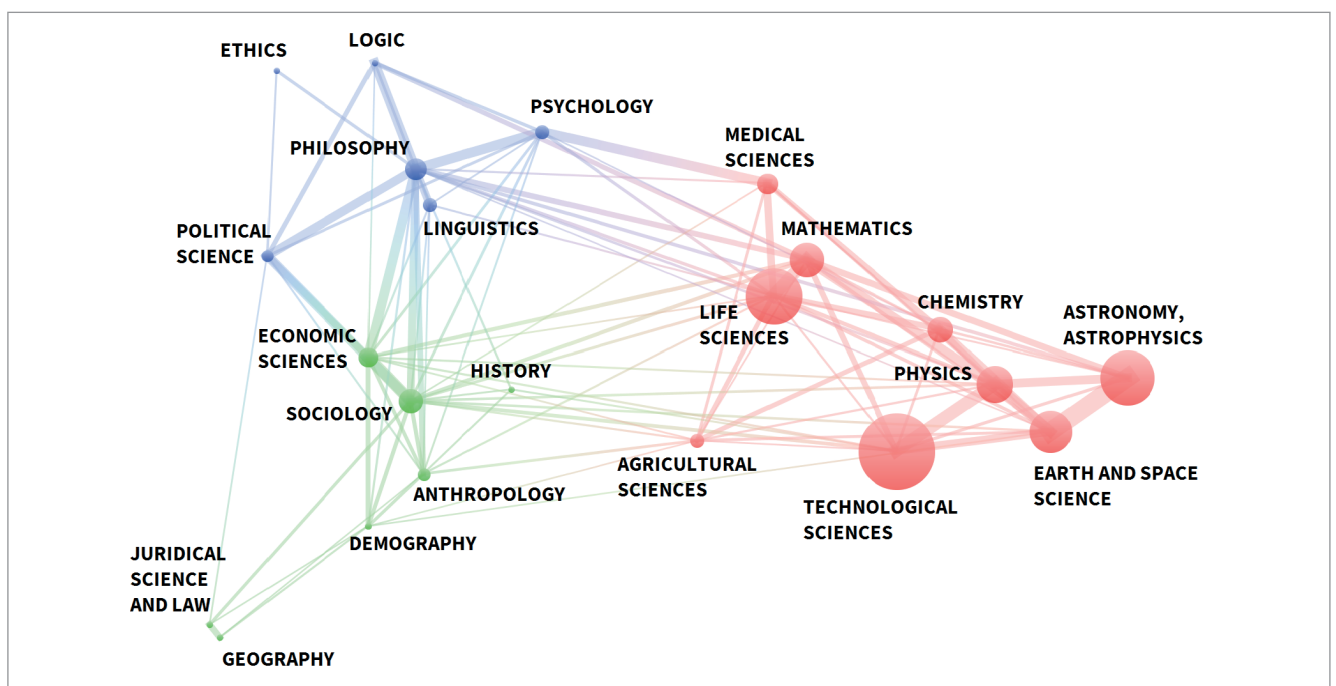 LOGIC
ETHICS
PSYCHOLOGY
MEDICAL
SCIENCES
PHILOSOPHY
LINGUISTICS
MATHEMATICS
POLITICAL
SCIENCE
CHEMISTRY
LIFE
SCIENCES
ASTRONOMY,
ASTROPHYSICS
ECONOMIC
SCIENCES
HISTORY
PHYSICS
SOCIOLOGY
AGRICULTURAL
SCIENCES
EARTH AND SPACE
SCIENCE
ANTHROPOLOGY
TECHNOLOGICAL
SCIENCES
DEMOGRAPHY
JURIDICAL
SCIENCE
AND LAW
GEOGRAPHY